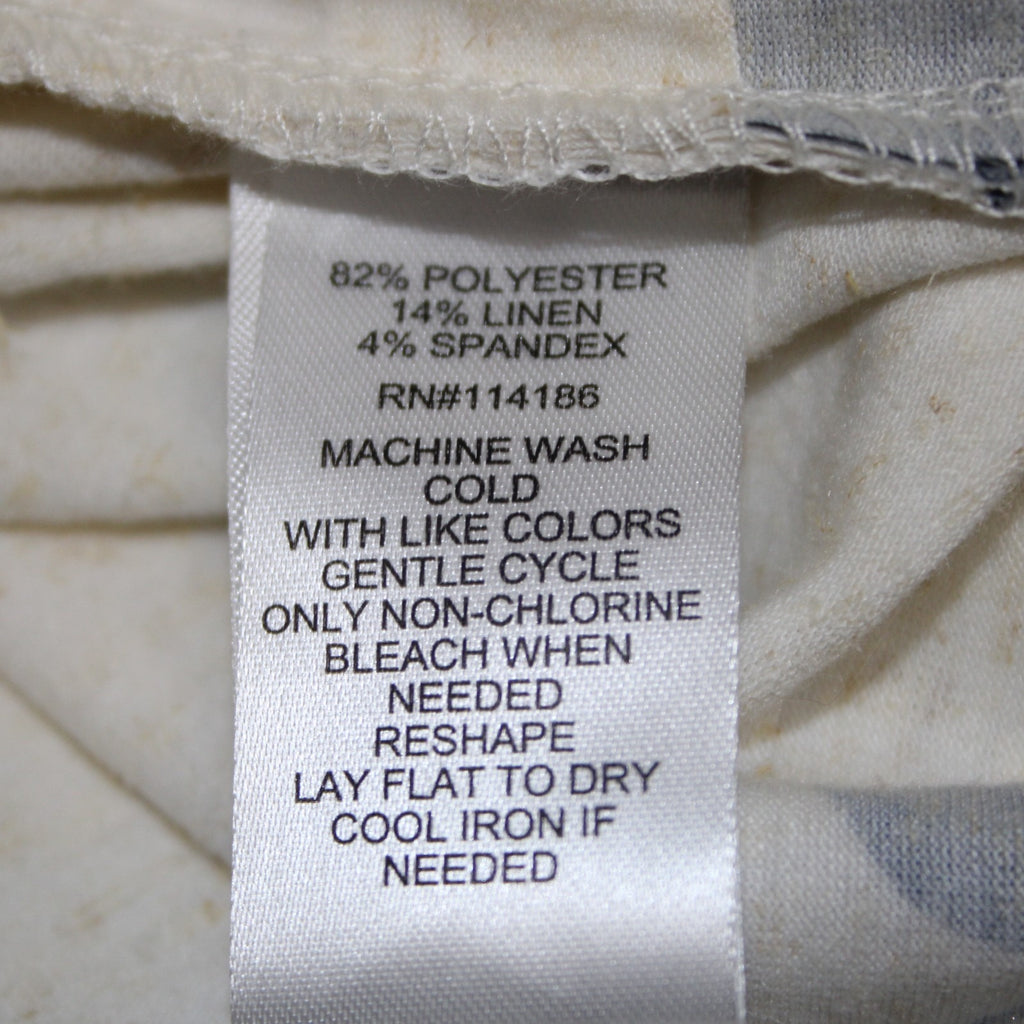 82% POLYESTER
14% LINEN
4% SPANDEX
RN#114186
MACHINE WASH
COLD
WITH LIKE COLORS
GENTLE CYCLE
ONLY NON-CHLORINE
BLEACH WHEN
NEEDED
RESHAPE
LAY FLAT TO DRY
COOL IRON IF
NEEDED